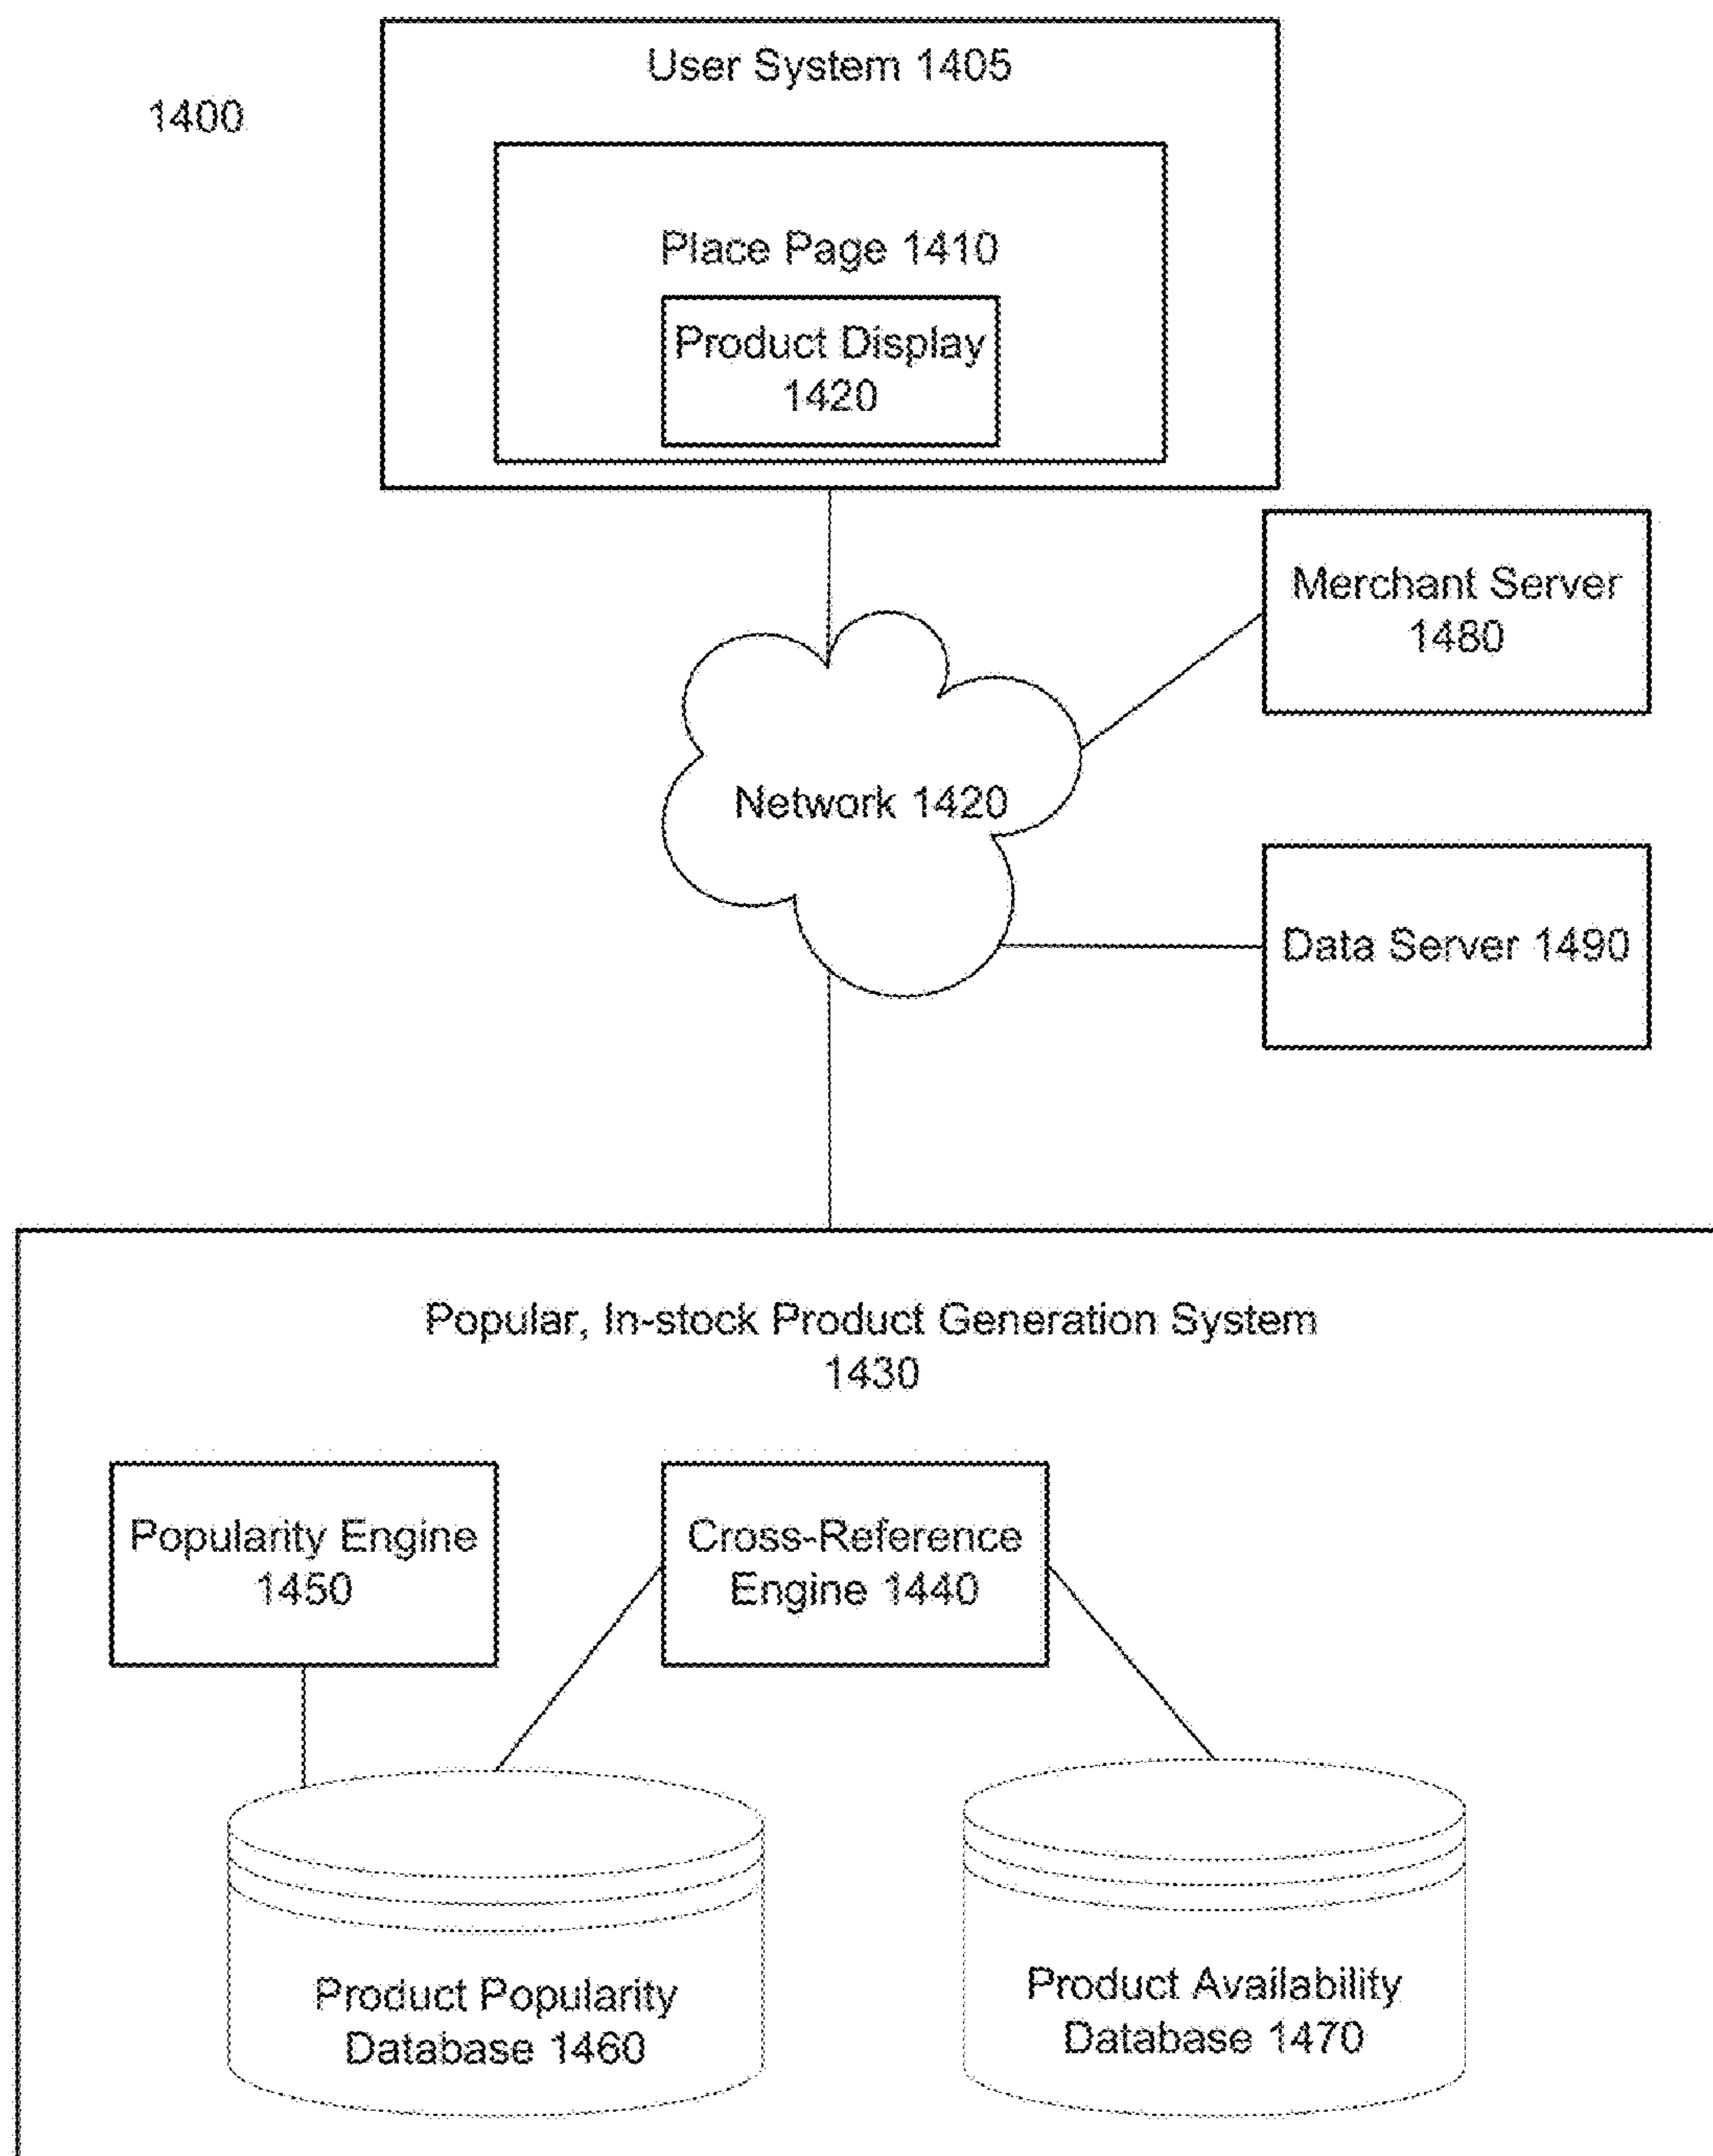 User System 1405
1400
Place Page 1410
Product Display
1420
Merchant Server
1480
Network 1420
Data Server 1490
Popular, In-stock Product Generation System
1430
Popularity Engine
1450
Cross-Reference
Engine 1440
Product Popularity
Database 1460
Product Availability
Database 1470